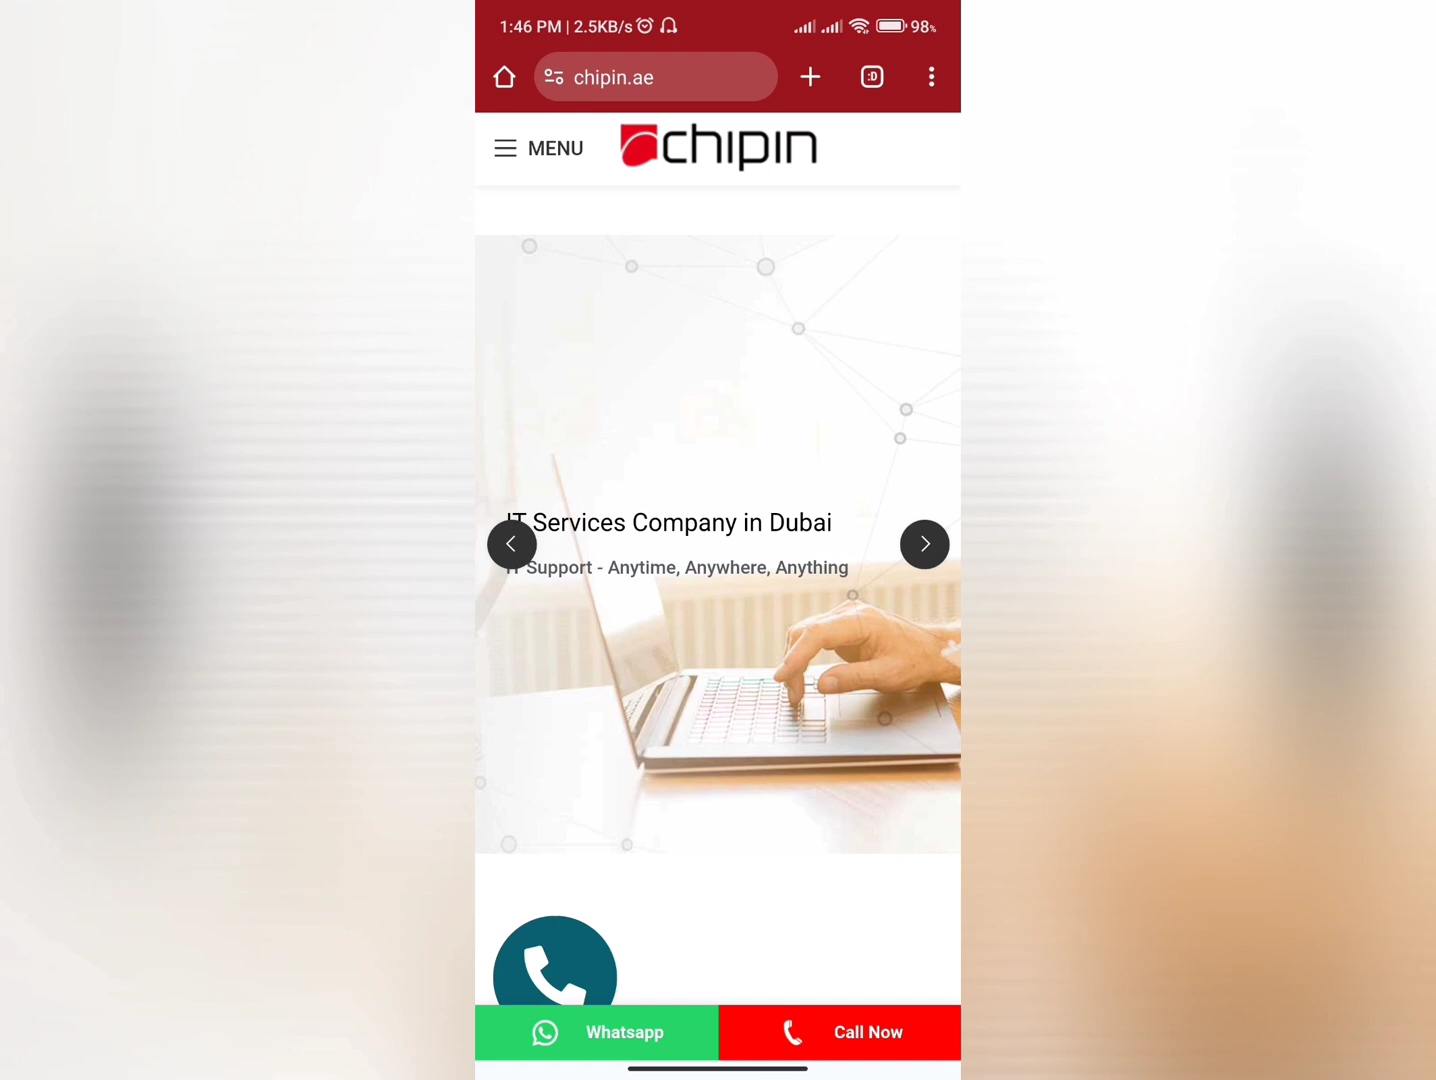 1:46 PM | 2.5KB/s 98%
chipin.ae :D
MENU chipin
IT Services Company in Dubai
IT Support - Anytime, Anywhere, Anything
Whatsapp Call Now